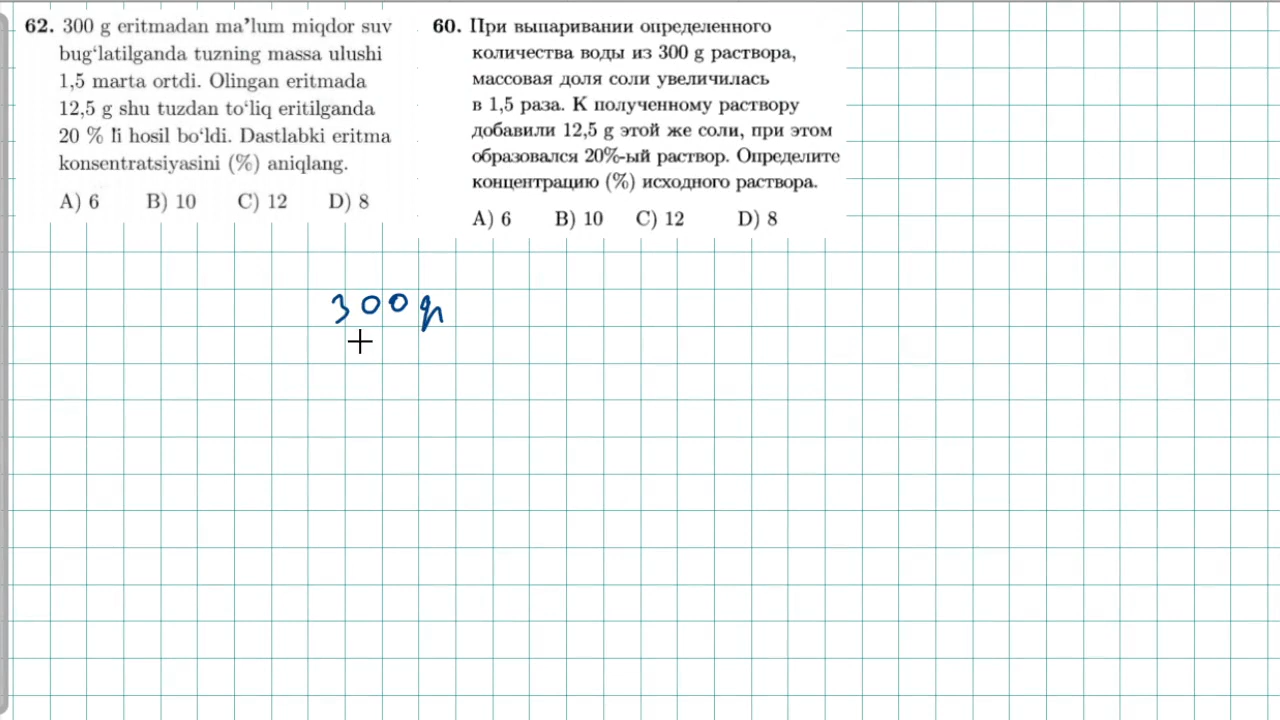 62. 300 g eritmadan ma’lum miqdor suv
bug‘latilganda tuzning massa ulushi
1,5 marta ortdi. Olingan eritmada
12,5 g shu tuzdan to‘liq eritilganda
20 % li hosil bo‘ldi. Dastlabki eritma
konsentratsiyasini (%) aniqlang.
A) 6 B) 10 C) 12 D) 8
60. При выпаривании определенного
количества воды из 300 g раствора,
массовая доля соли увеличилась
в 1,5 раза. К полученному раствору
добавили 12,5 g этой же соли, при этом
образовался 20%-ый раствор. Определите
концентрацию (%) исходного раствора.
A) 6 B) 10 C) 12 D) 8
300 g